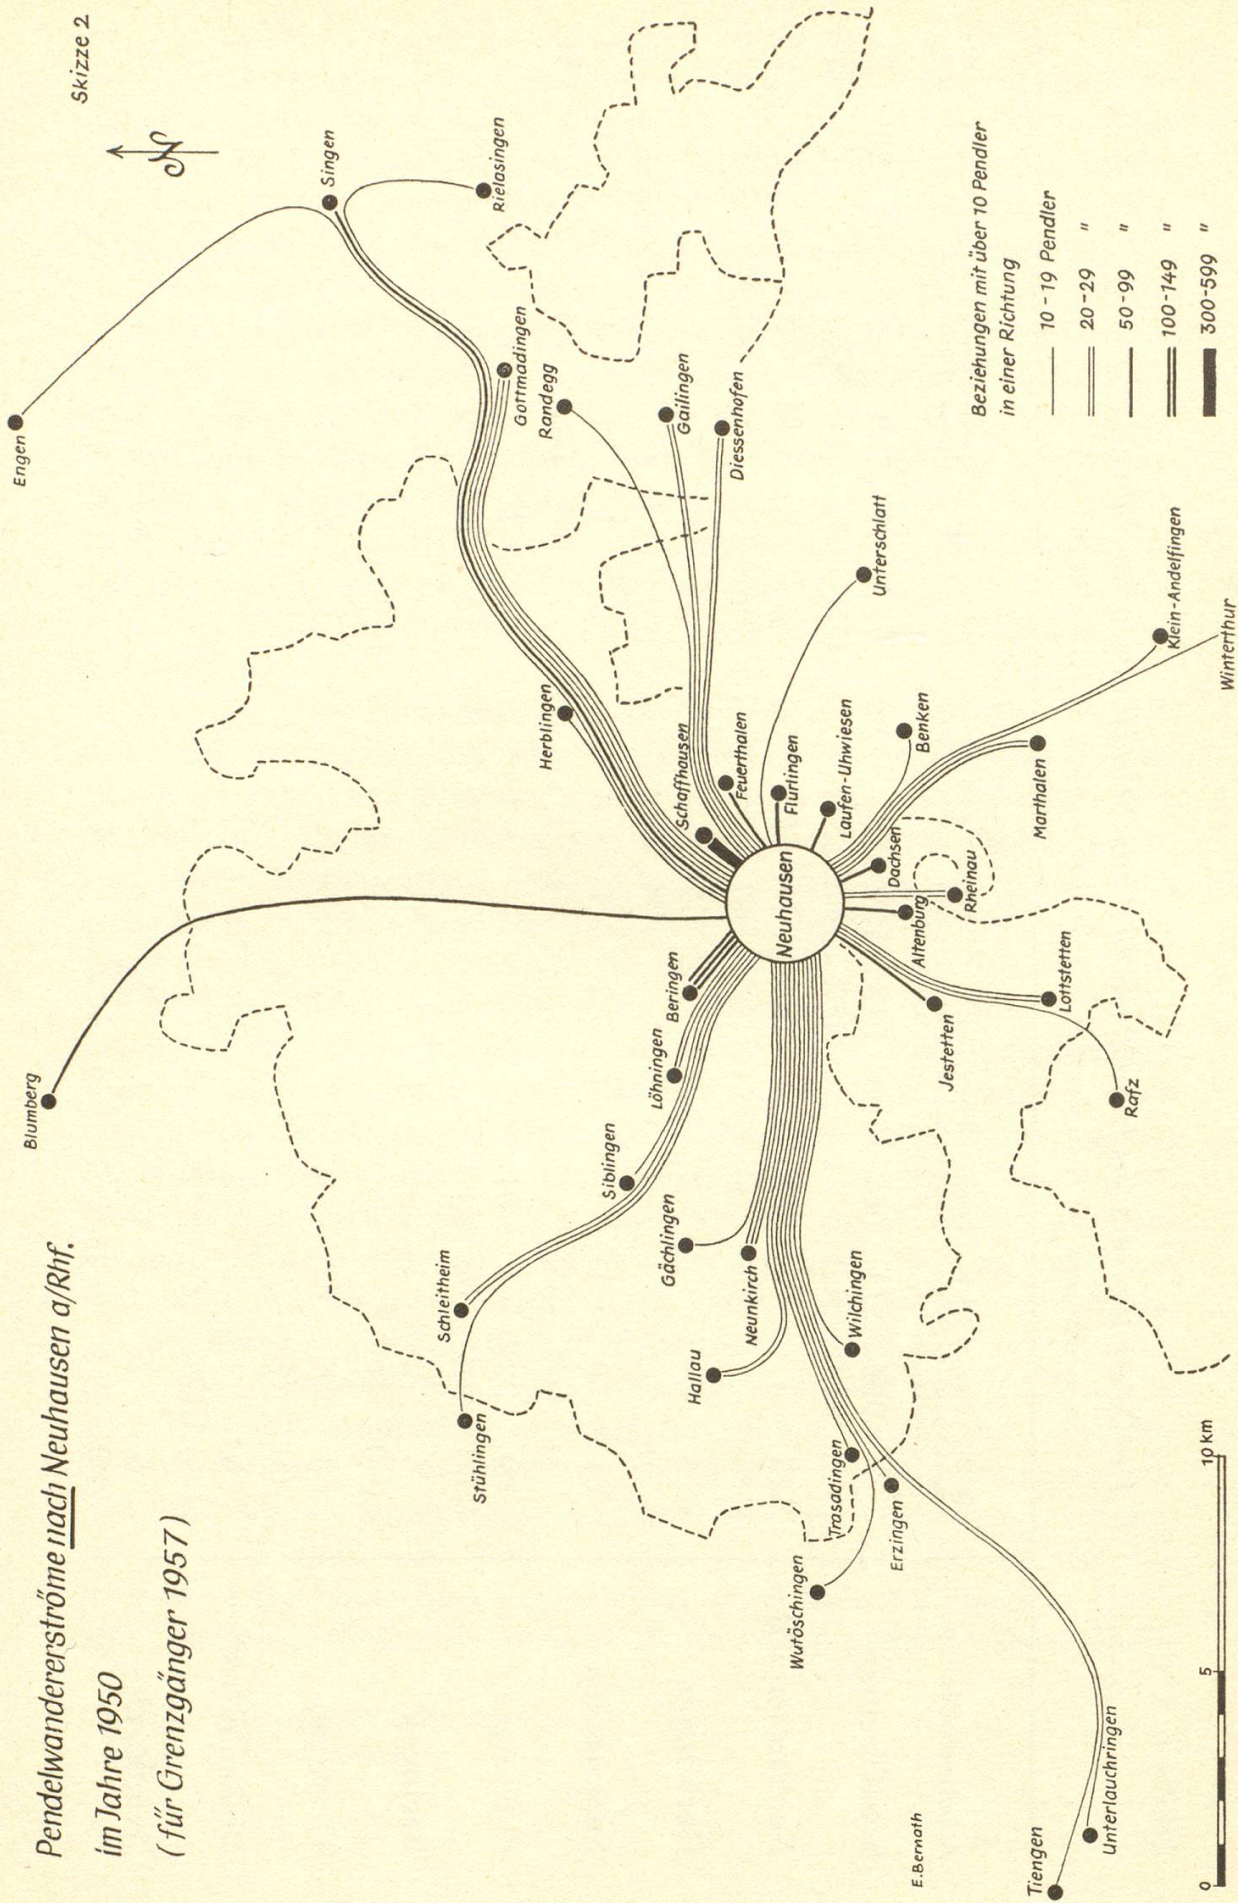 Skizze 2
Pendelwandererströme nach Neuhausen a/Rhf.
im Jahre 1950
(für Grenzgänger 1957)
N
Blumberg
Engen
Singen
Rielasingen
Gottmadingen
Randegg
Gailingen
Diessenhofen
Herblingen
Schaffhausen
Feuerthalen
Flurlingen
Laufen-Uhwiesen
Unterschlatt
Benken
Klein-Andelfingen
Winterthur
Marthalen
Dachsen
Rheinau
Altenburg
Lottstetten
Jestetten
Rafz
Neuhausen
Beringen
Löhningen
Siblingen
Schleitheim
Stühlingen
Gächlingen
Neunkirch
Hallau
Wilchingen
Trasadingen
Erzingen
Wutöschingen
Unterlauchringen
Tiengen
Beziehungen mit über 10 Pendler
in einer Richtung
10-19 Pendler
20-29 "
50-99 "
100-149 "
300-599 "
E. Bernath
0 5 10 km